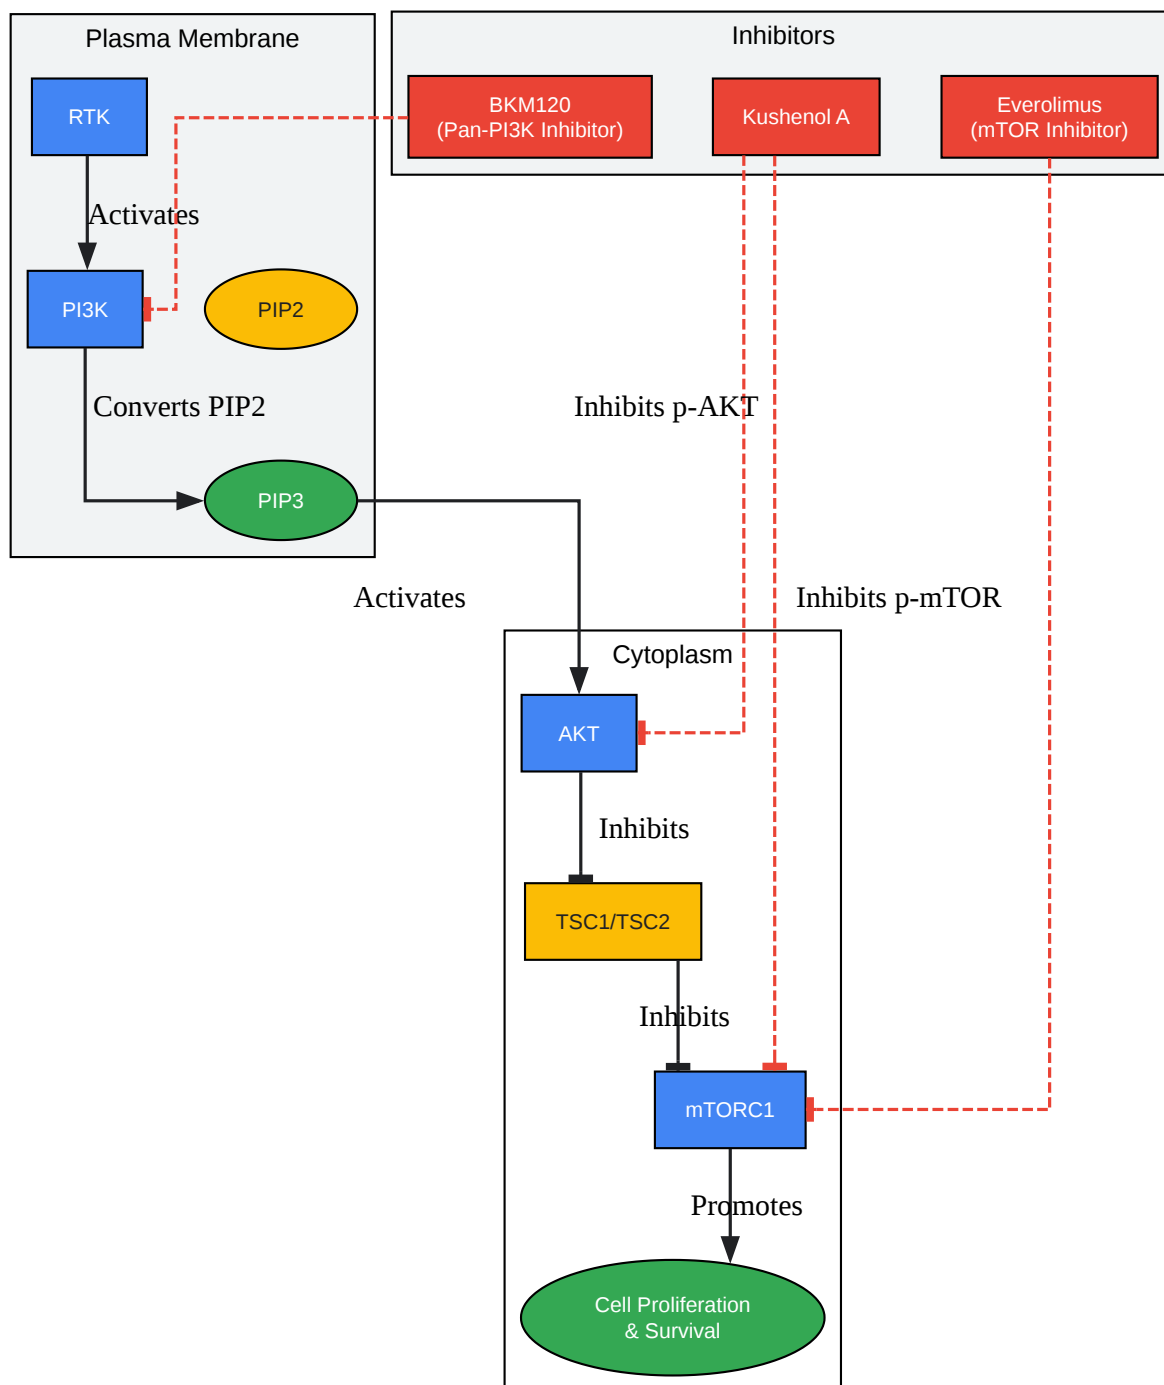 Plasma Membrane
Inhibitors
RTK
BKM120
(Pan-PI3K Inhibitor)
Kushenol A
Everolimus
(mTOR Inhibitor)
Activates
PI3K
PIP2
Converts PIP2
Inhibits p-AKT
PIP3
Activates
Inhibits p-mTOR
Cytoplasm
AKT
Inhibits
TSC1/TSC2
Inhibits
mTORC1
Promotes
Cell Proliferation
& Survival